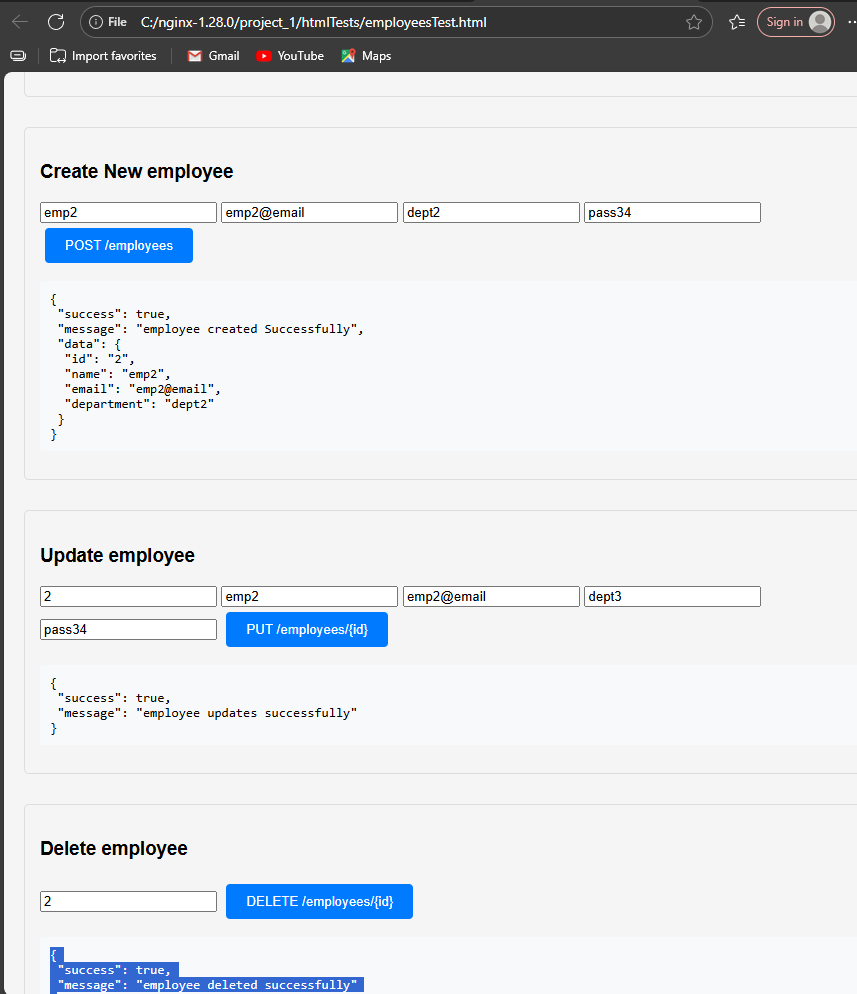 File C:/nginx-1.28.0/project_1/htmlTests/employeesTest.html Sign in
Import favorites Gmail YouTube Maps
Create New employee
emp2 emp2@email dept2 pass34
POST /employees
{
"success": true,
"message": "employee created Successfully",
"data": {
"id": "2",
"name": "emp2",
"email": "emp2@email",
"department": "dept2"
}
}
Update employee
2 emp2 emp2@email dept3
pass34 PUT /employees/{id}
{
"success": true,
"message": "employee updates successfully"
}
Delete employee
2 DELETE /employees/{id}
{
"success": true,
"message": "employee deleted successfully"